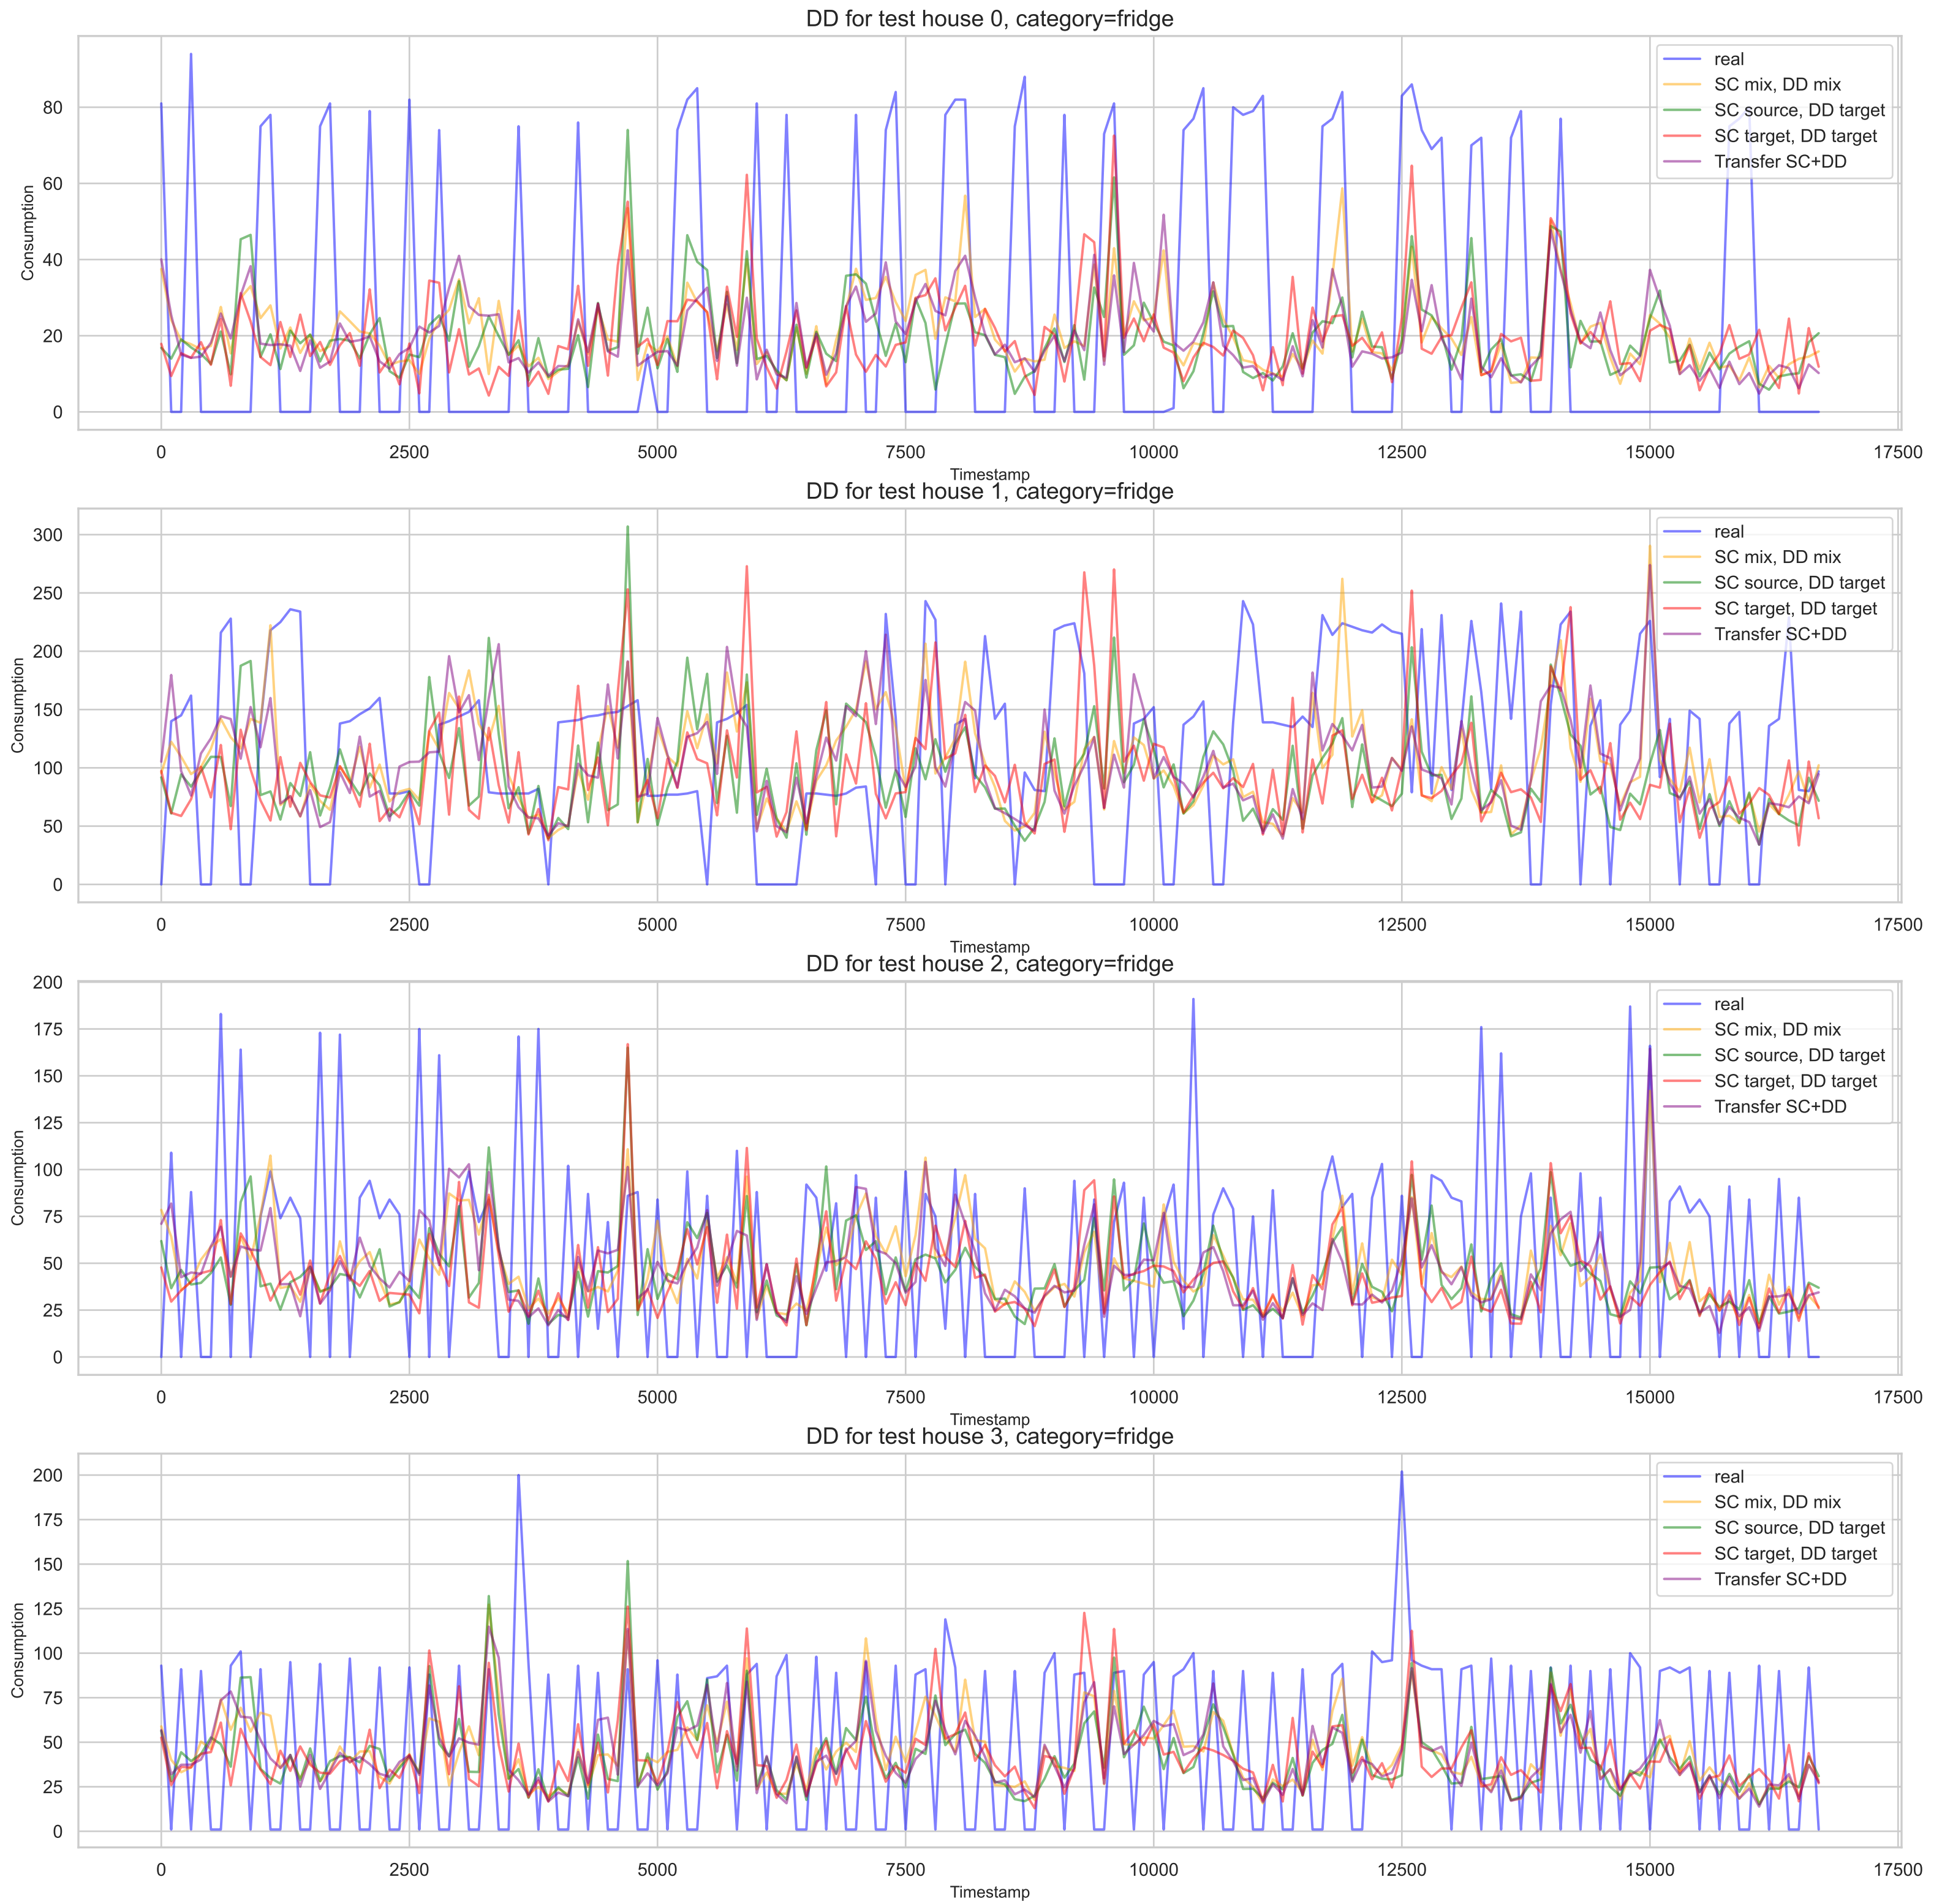 DD for test house 0, category=fridge
real
SC mix, DD mix
SC source, DD target
SC target, DD target
Transfer SC+DD
Consumption
80
60
40
20
0
0 2500 5000 7500 10000 12500 15000 17500
Timestamp
DD for test house 1, category=fridge
real
SC mix, DD mix
SC source, DD target
SC target, DD target
Transfer SC+DD
Consumption
300
250
200
150
100
50
0
0 2500 5000 7500 10000 12500 15000 17500
Timestamp
DD for test house 2, category=fridge
real
SC mix, DD mix
SC source, DD target
SC target, DD target
Transfer SC+DD
Consumption
200
175
150
125
100
75
50
25
0
0 2500 5000 7500 10000 12500 15000 17500
Timestamp
DD for test house 3, category=fridge
real
SC mix, DD mix
SC source, DD target
SC target, DD target
Transfer SC+DD
Consumption
200
175
150
125
100
75
50
25
0
0 2500 5000 7500 10000 12500 15000 17500
Timestamp